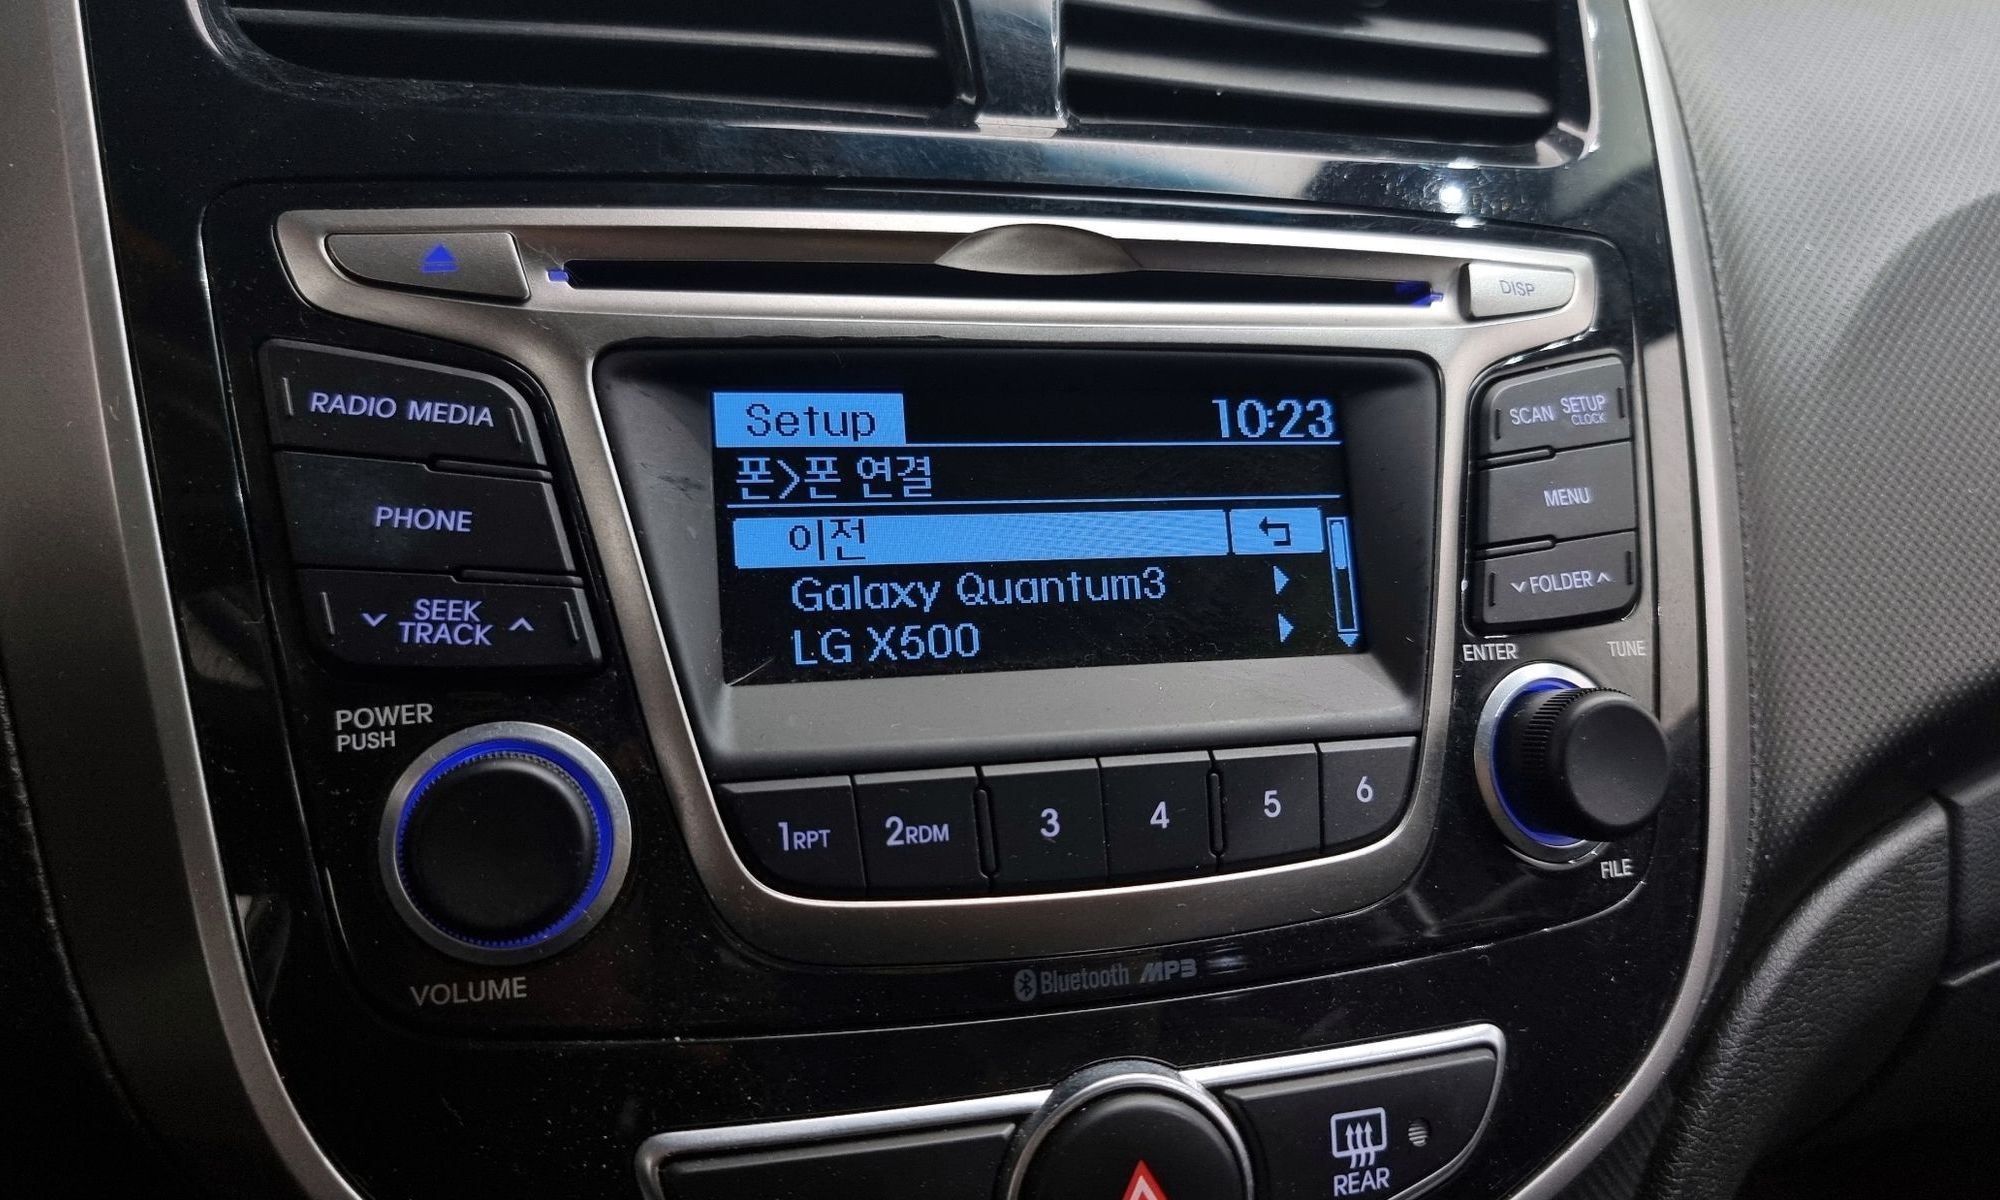 DISP
RADIO MEDIA
PHONE
SEEK
TRACK
POWER
PUSH
VOLUME
Setup 10:23
폰>폰 연결
이전
Galaxy Quantum3
LG X500
SCAN SETUP
CLOCK
MENU
FOLDER
ENTER TUNE
FILE
1RPT 2RDM 3 4 5 6
Bluetooth MP3
REAR